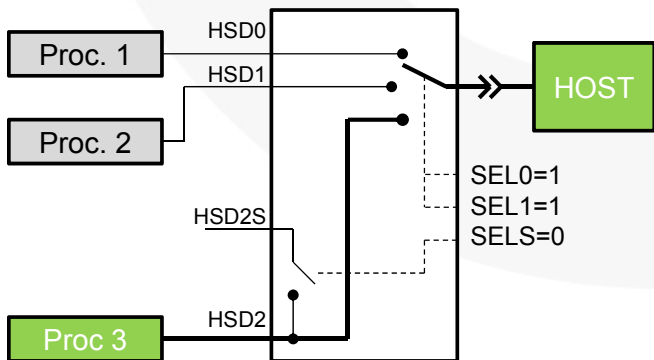 HSD0
Proc. 1
HSD1
HOST
Proc. 2
SEL0=1
SEL1=1
HSD2S
SELS=0
HSD2
Proc 3